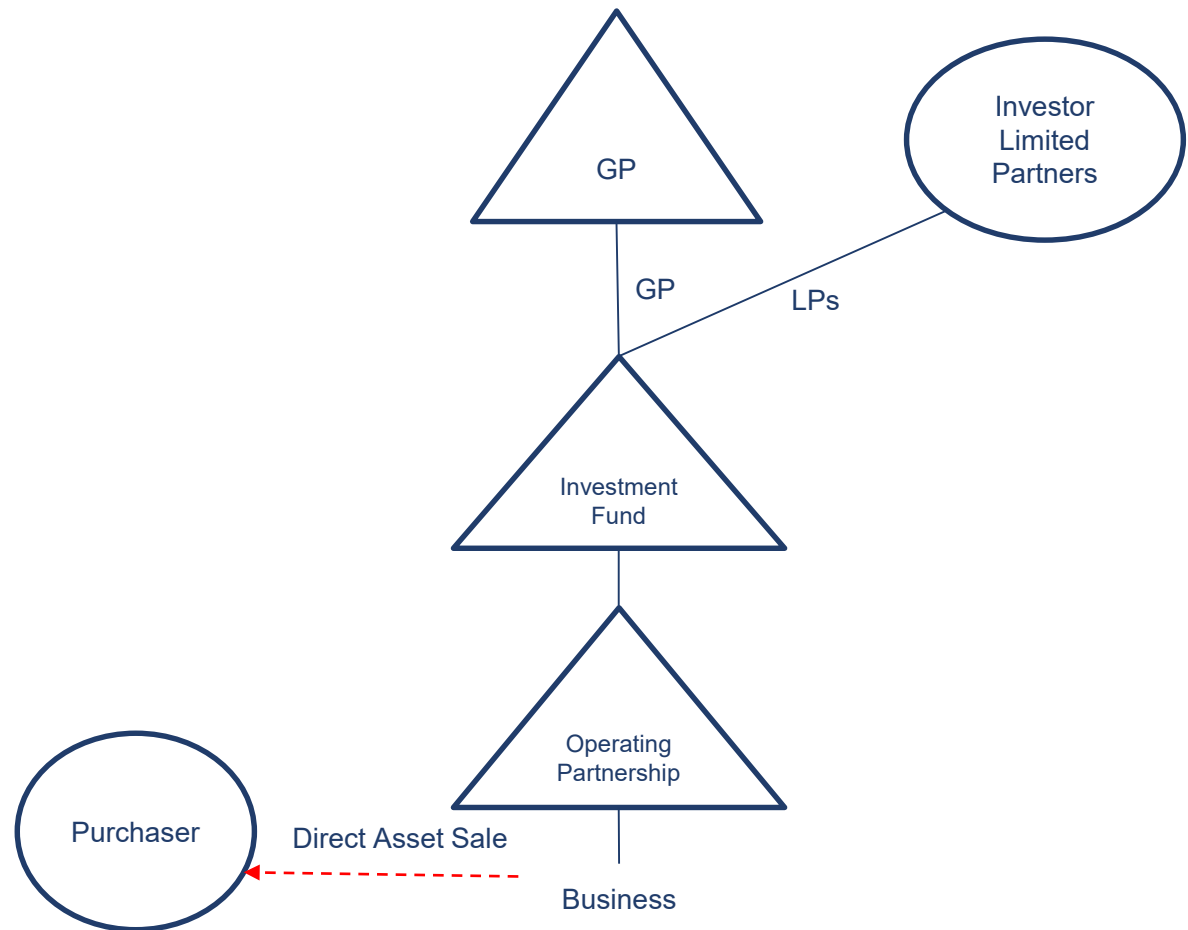 GP
Investor
Limited
Partners
GP
LPs
Investment
Fund
Operating
Partnership
Purchaser
Direct Asset Sale
Business